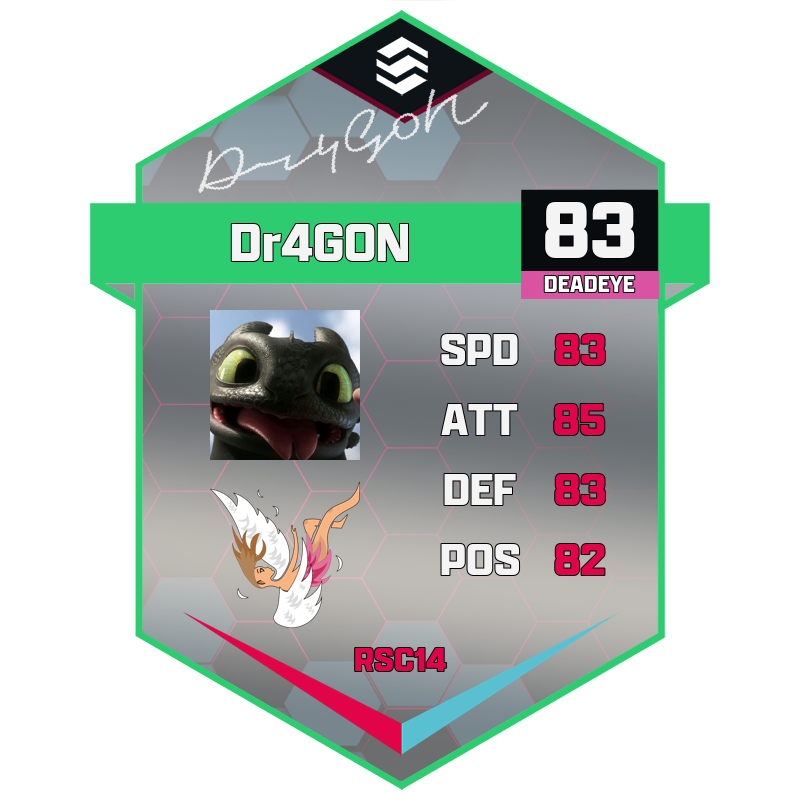 Dr4GON
Dr4GON 83
DEADEYE
SPD 83
ATT 85
DEF 83
POS 82
RSC14